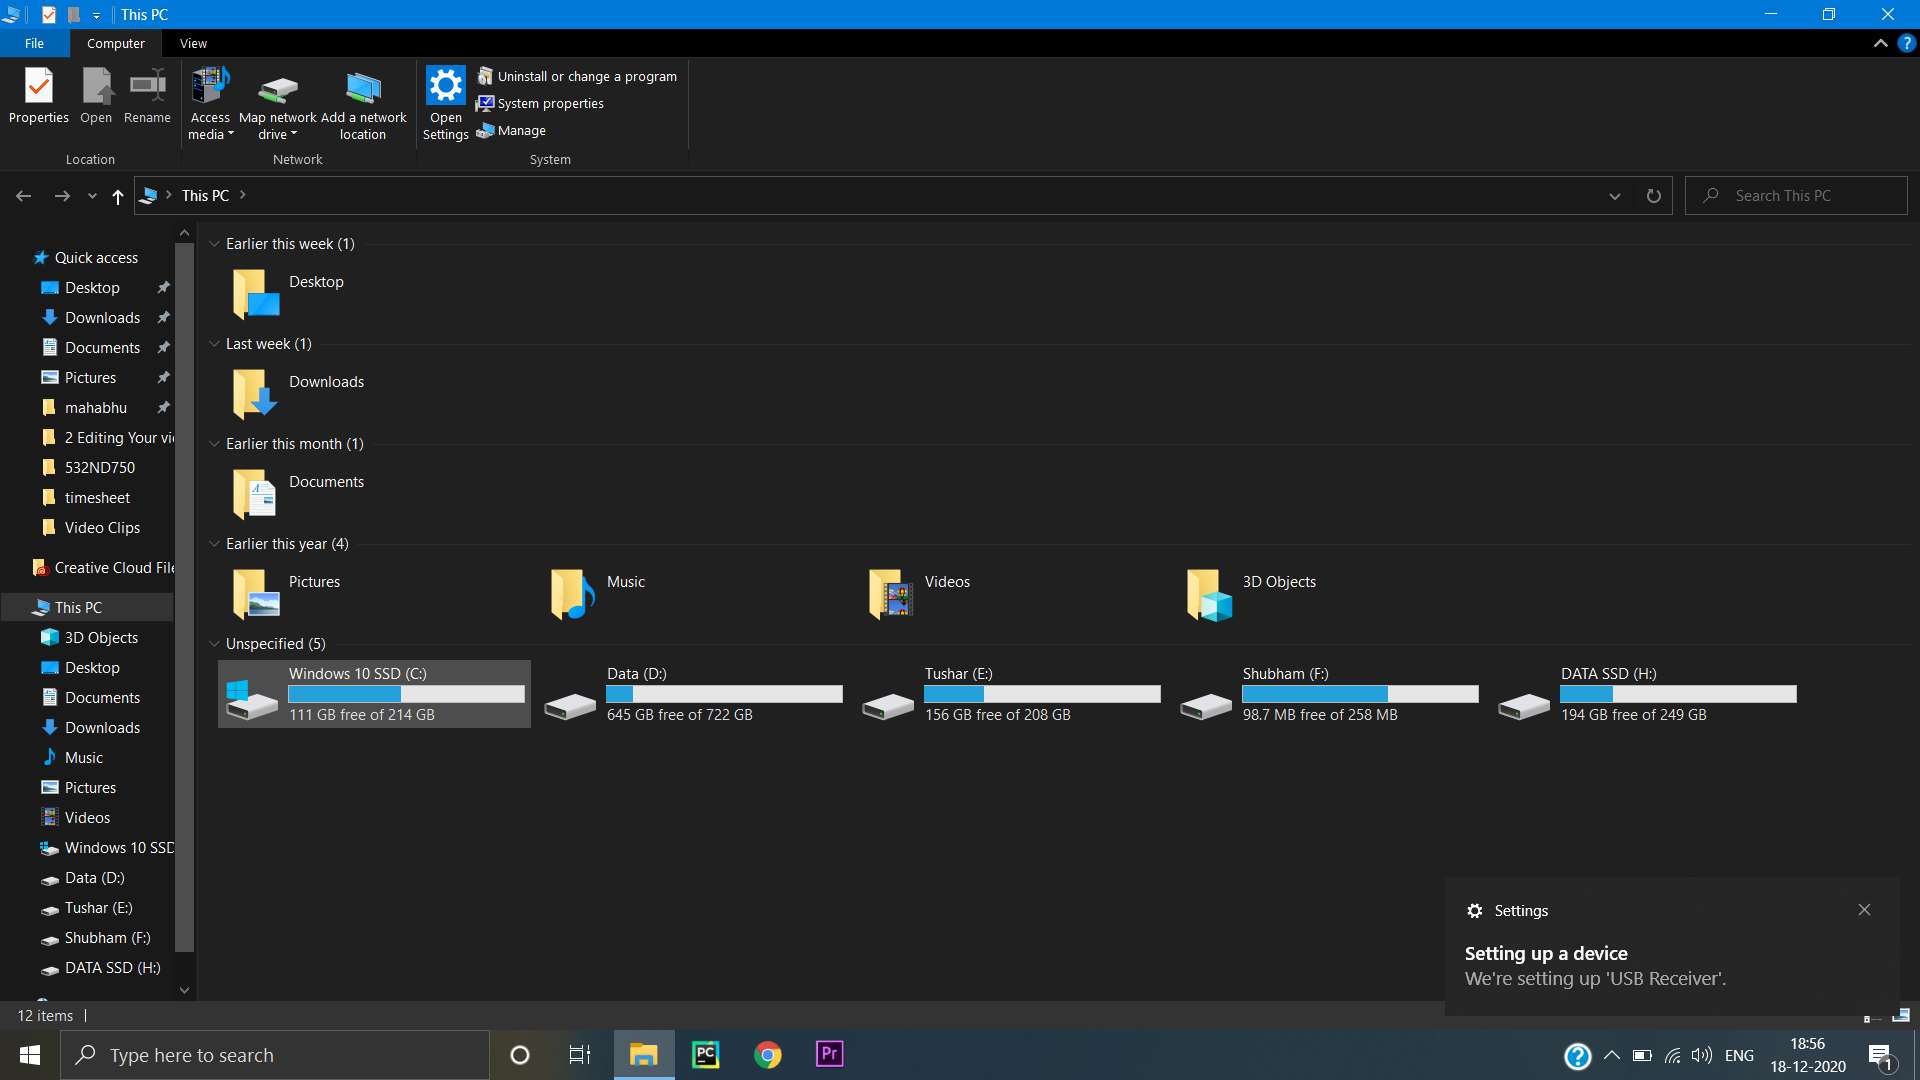 This PC
File
Computer
View
Properties
Open
Rename
Access media
Map network drive
Add a network location
Open Settings
Uninstall or change a program
System properties
Manage
Location
Network
System
This PC
Search This PC
Quick access
Desktop
Downloads
Documents
Pictures
mahabhu
2 Editing Your
532ND750
timesheet
Video Clips
Creative Cloud
This PC
3D Objects
Desktop
Documents
Downloads
Music
Pictures
Videos
Windows 10 SSD
Data (D:)
Tushar (E:)
Shubham (F:)
DATA SSD (H:)
Earlier this week (1)
Desktop
Last week (1)
Downloads
Earlier this month (1)
Documents
Earlier this year (4)
Pictures
Music
Videos
3D Objects
Unspecified (5)
Windows 10 SSD (C:)
111 GB free of 214 GB
Data (D:)
645 GB free of 722 GB
Tushar (E:)
156 GB free of 208 GB
Shubham (F:)
98.7 MB free of 258 MB
DATA SSD (H:)
194 GB free of 249 GB
Settings
Setting up a device
We're setting up 'USB Receiver'.
12 items
Type here to search
PC
Pr
ENG
18:56
18-12-2020
1